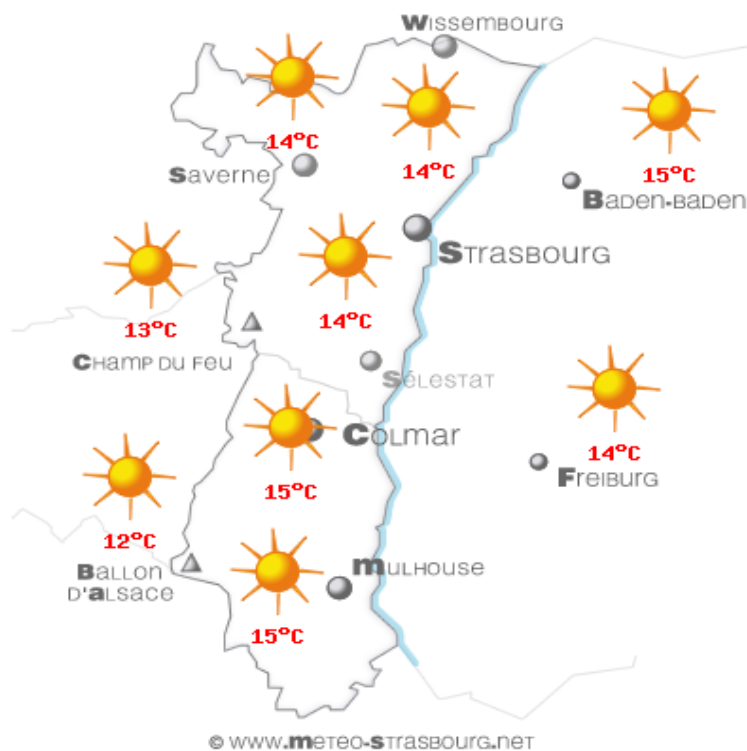 Wissembourg
14°C
14°C
15°C
Saverne
Baden-Baden
Strasbourg
13°C
14°C
Champ du Feu
Sélestat
14°C
Colmar
Freiburg
15°C
12°C
Ballon
d'Alsace
Mulhouse
15°C
© www.meteo-strasbourg.net